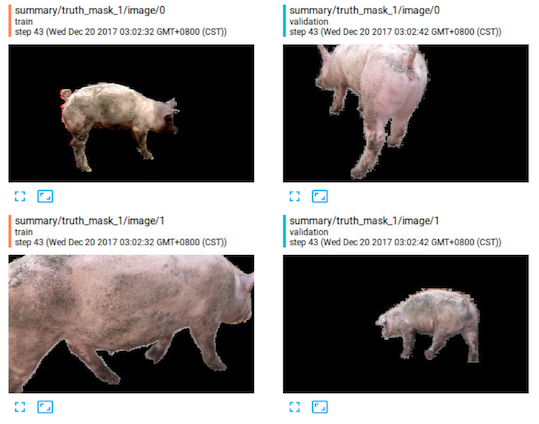 summary/truth_mask_1/image/0
train
step 43 (Wed Dec 20 2017 03:02:32 GMT+0800 (CST))
summary/truth_mask_1/image/0
validation
step 43 (Wed Dec 20 2017 03:02:42 GMT+0800 (CST))
summary/truth_mask_1/image/1
train
step 43 (Wed Dec 20 2017 03:02:32 GMT+0800 (CST))
summary/truth_mask_1/image/1
validation
step 43 (Wed Dec 20 2017 03:02:42 GMT+0800 (CST))